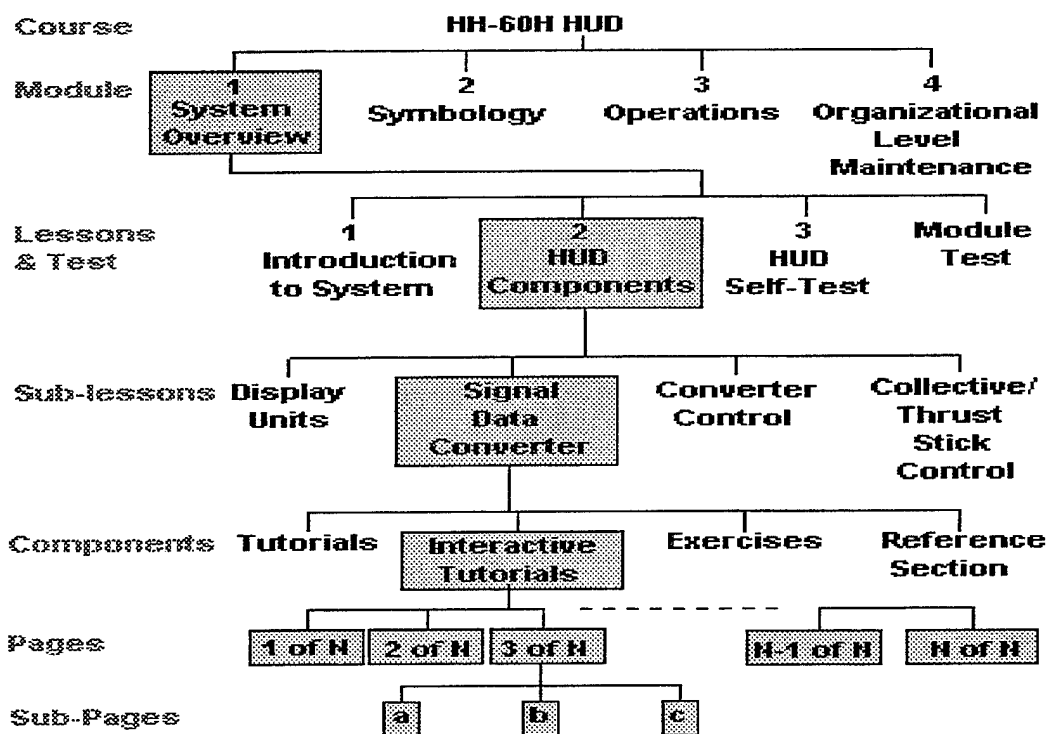 Course HH-60H HUD
Module 1 2 3 4
System Symbology Operations Organizational
Overview Level
Maintenance
Lessons 1 2 3 Module
& Test Introduction HUD HUD Test
to System Components Self-Test
Sub-lessons Display Signal Converter Collective/
Units Data Control Thrust
Converter Stick
Control
Components Tutorials Interactive Exercises Reference
Tutorials Section
Pages 1 of N 2 of N 3 of N N-1 of N N of N
Sub-Pages a b c